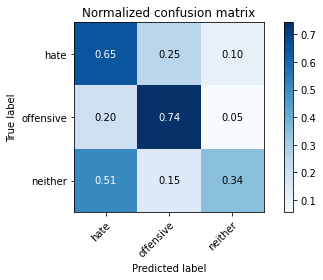 Normalized confusion matrix
hate 0.65 0.25 0.10
offensive 0.20 0.74 0.05
neither 0.51 0.15 0.34
hate offensive neither
True label
Predicted label
0.7
0.6
0.5
0.4
0.3
0.2
0.1